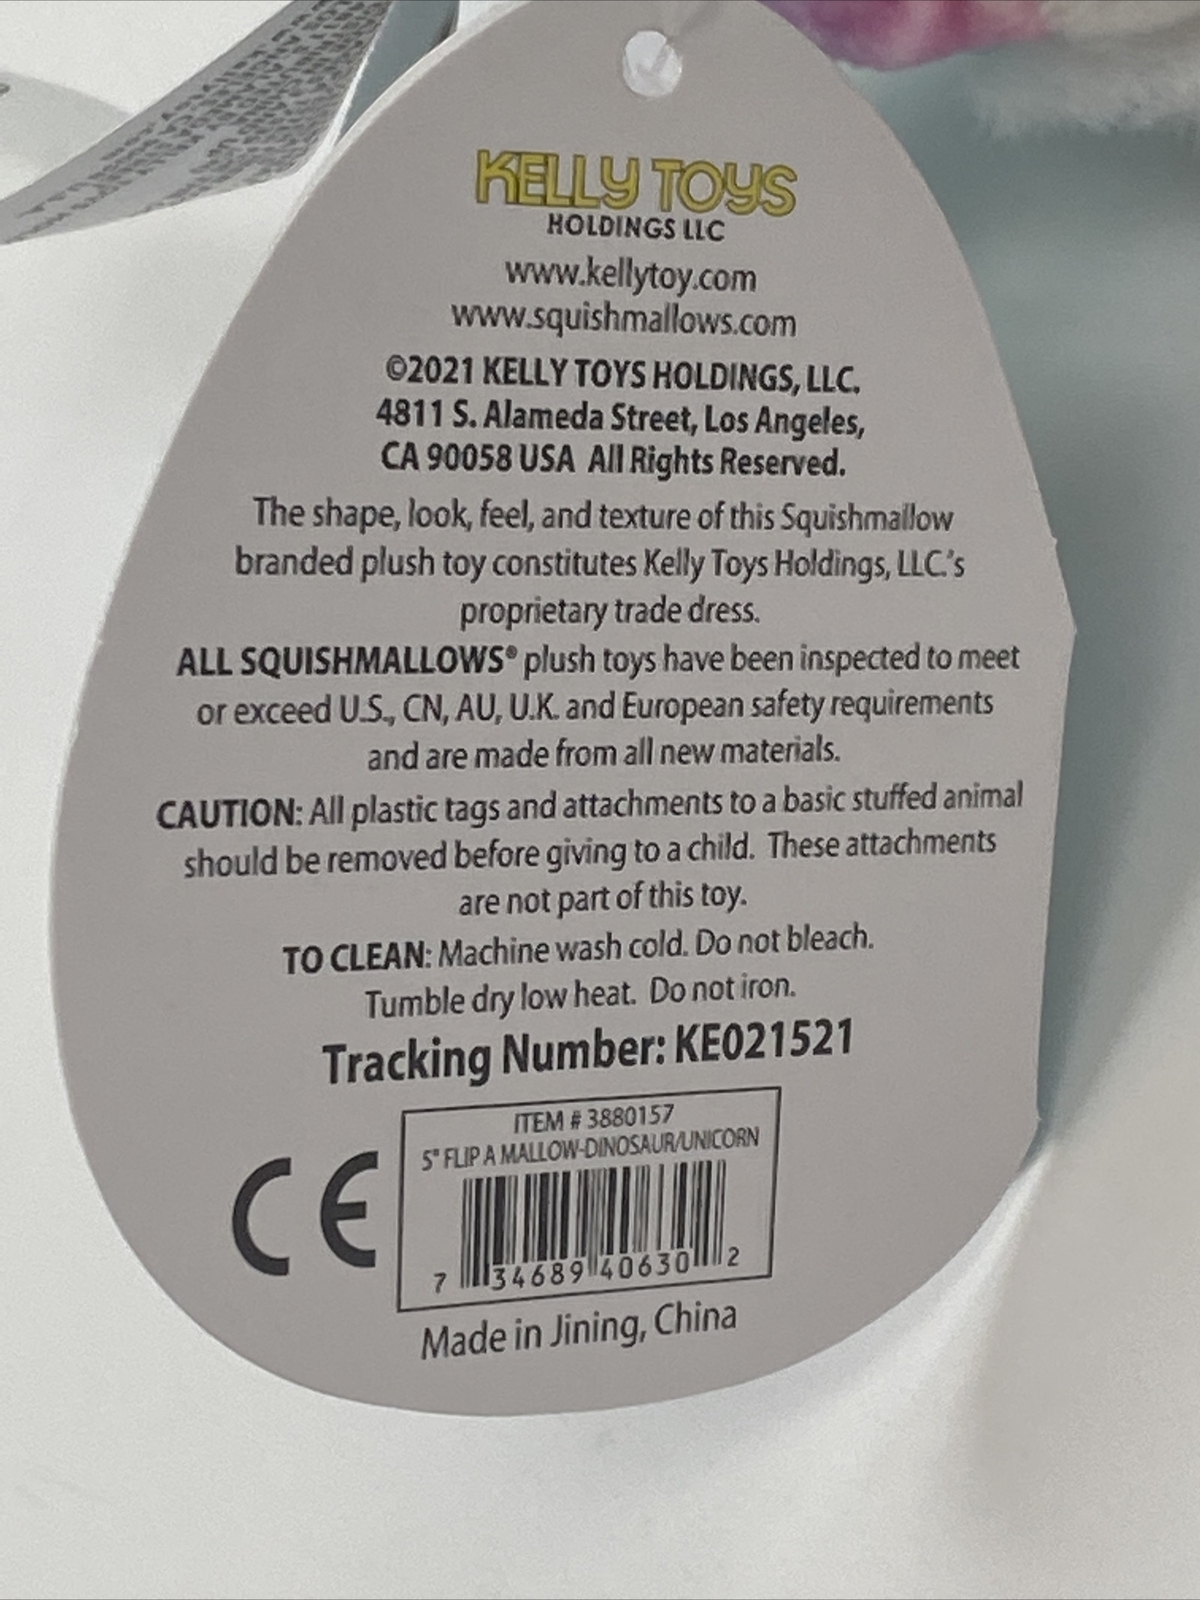 KELLY TOYS
HOLDINGS LLC
www.kellytoy.com
www.squishmallows.com
©2021 KELLY TOYS HOLDINGS, LLC.
4811 S. Alameda Street, Los Angeles,
CA 90058 USA All Rights Reserved.
The shape, look, feel, and texture of this Squishmallow
branded plush toy constitutes Kelly Toys Holdings, LLC.'s
proprietary trade dress.
ALL SQUISHMALLOWS® plush toys have been inspected to meet
or exceed U.S., CN, AU, U.K. and European safety requirements
and are made from all new materials.
CAUTION: All plastic tags and attachments to a basic stuffed animal
should be removed before giving to a child. These attachments
are not part of this toy.
TO CLEAN: Machine wash cold. Do not bleach.
Tumble dry low heat. Do not iron.
Tracking Number: KE021521
ITEM # 3880157
5" FLIP A MALLOW-DINOSAUR/UNICORN
CE
7 34689 40630 2
Made in Jining, China